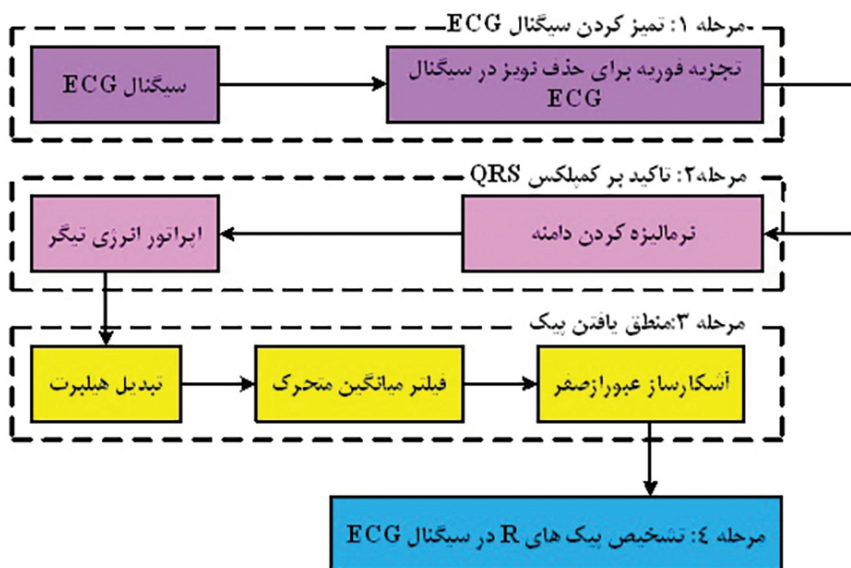 مرحله ۱: تمیز کردن سیگنال ECG
سیگنال ECG
تجزیه فوریه برای حذف نویز در سیگنال
ECG
مرحله۲: تاکید بر کمپلکس QRS
نرمالیزه کردن دامنه
اپراتور انرژی تیگر
مرحله ۳:منطق یافتن پیک
تبدیل هیلبرت
فیلتر میانگین متحرک
آشکارساز عبورازصفر
مرحله ٤: تشخیص پیک های R در سیگنال ECG